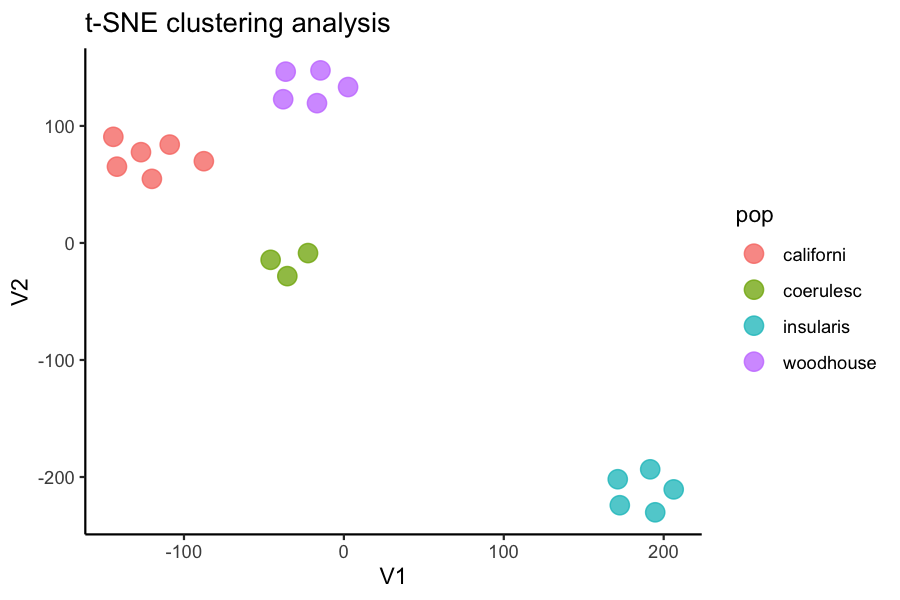 t-SNE clustering analysis
100
0
-100
-200
V2
-100
0
100
200
V1
pop
californi
coerulesc
insularis
woodhouse